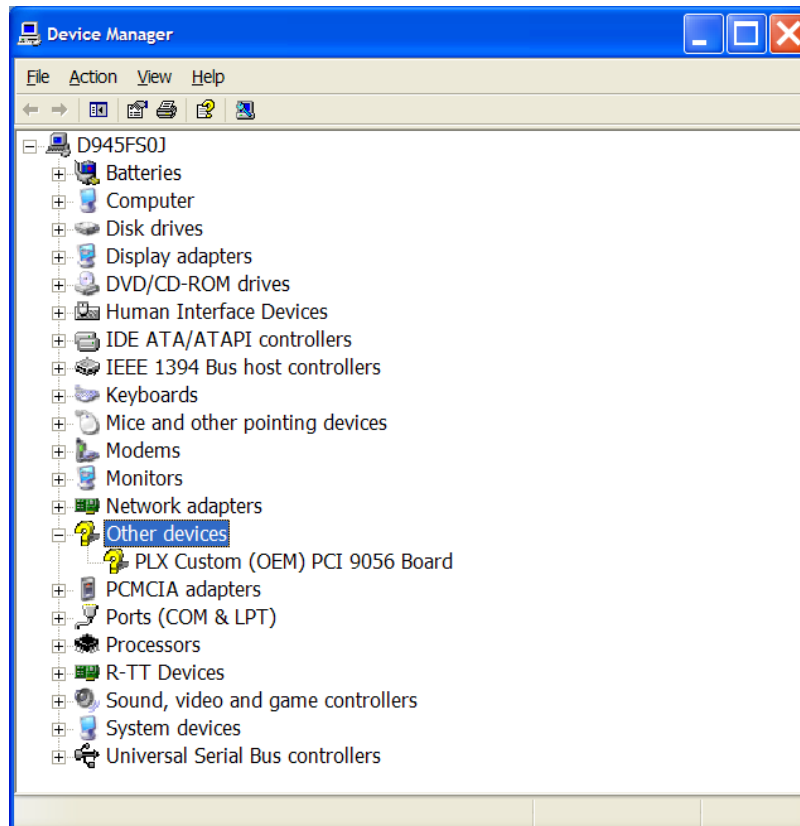 Device Manager
File Action View Help
D945FS0J
Batteries
Computer
Disk drives
Display adapters
DVD/CD-ROM drives
Human Interface Devices
IDE ATA/ATAPI controllers
IEEE 1394 Bus host controllers
Keyboards
Mice and other pointing devices
Modems
Monitors
Network adapters
Other devices
PLX Custom (OEM) PCI 9056 Board
PCMCIA adapters
Ports (COM & LPT)
Processors
R-TT Devices
Sound, video and game controllers
System devices
Universal Serial Bus controllers